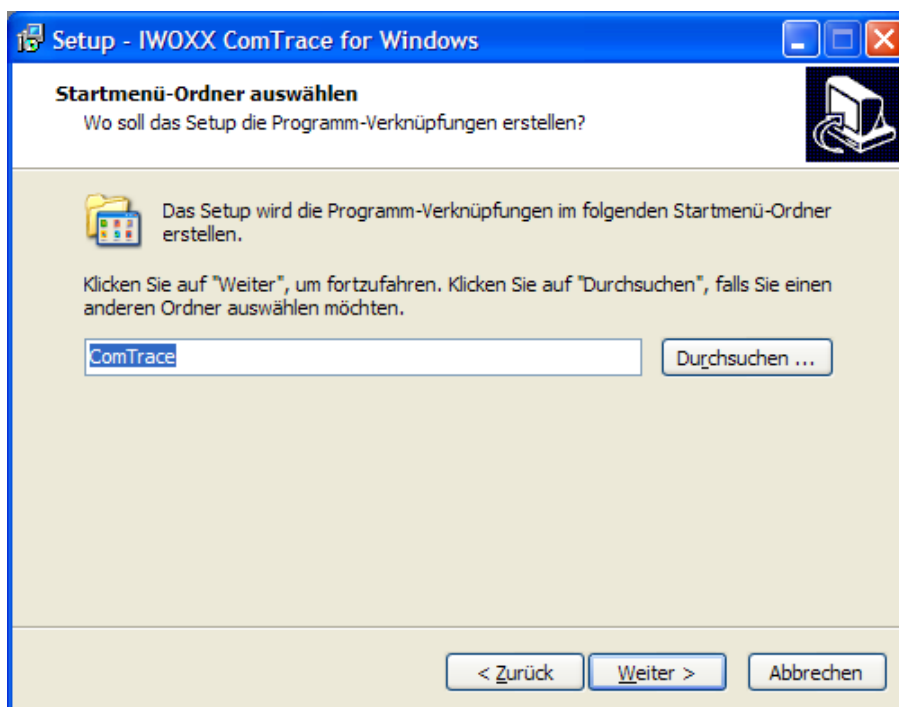 Setup - IWOXX ComTrace for Windows
Startmenü-Ordner auswählen
Wo soll das Setup die Programm-Verknüpfungen erstellen?
Das Setup wird die Programm-Verknüpfungen im folgenden Startmenü-Ordner
erstellen.
Klicken Sie auf "Weiter", um fortzufahren. Klicken Sie auf "Durchsuchen", falls Sie einen
anderen Ordner auswählen möchten.
ComTrace
Durchsuchen ...
< Zurück
Weiter >
Abbrechen